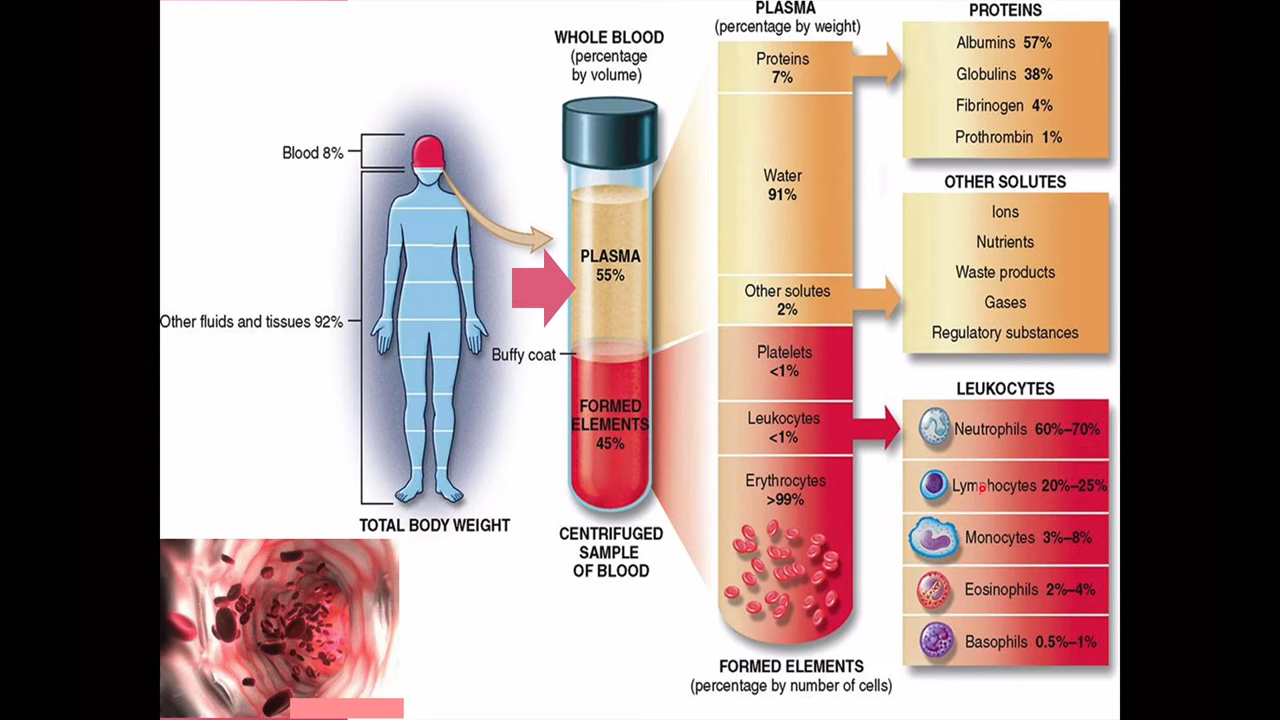 Blood 8%
Other fluids and tissues 92%
TOTAL BODY WEIGHT
WHOLE BLOOD
(percentage
by volume)
PLASMA
55%
Buffy coat
FORMED
ELEMENTS
45%
CENTRIFUGED
SAMPLE
OF BLOOD
PLASMA
(percentage by weight)
Proteins
7%
Water
91%
Other solutes
2%
Platelets
<1%
Leukocytes
<1%
Erythrocytes
>99%
FORMED ELEMENTS
(percentage by number of cells)
PROTEINS
Albumins 57%
Globulins 38%
Fibrinogen 4%
Prothrombin 1%
OTHER SOLUTES
Ions
Nutrients
Waste products
Gases
Regulatory substances
LEUKOCYTES
Neutrophils 60%–70%
Lymphocytes 20%–25%
Monocytes 3%–8%
Eosinophils 2%–4%
Basophils 0.5%–1%